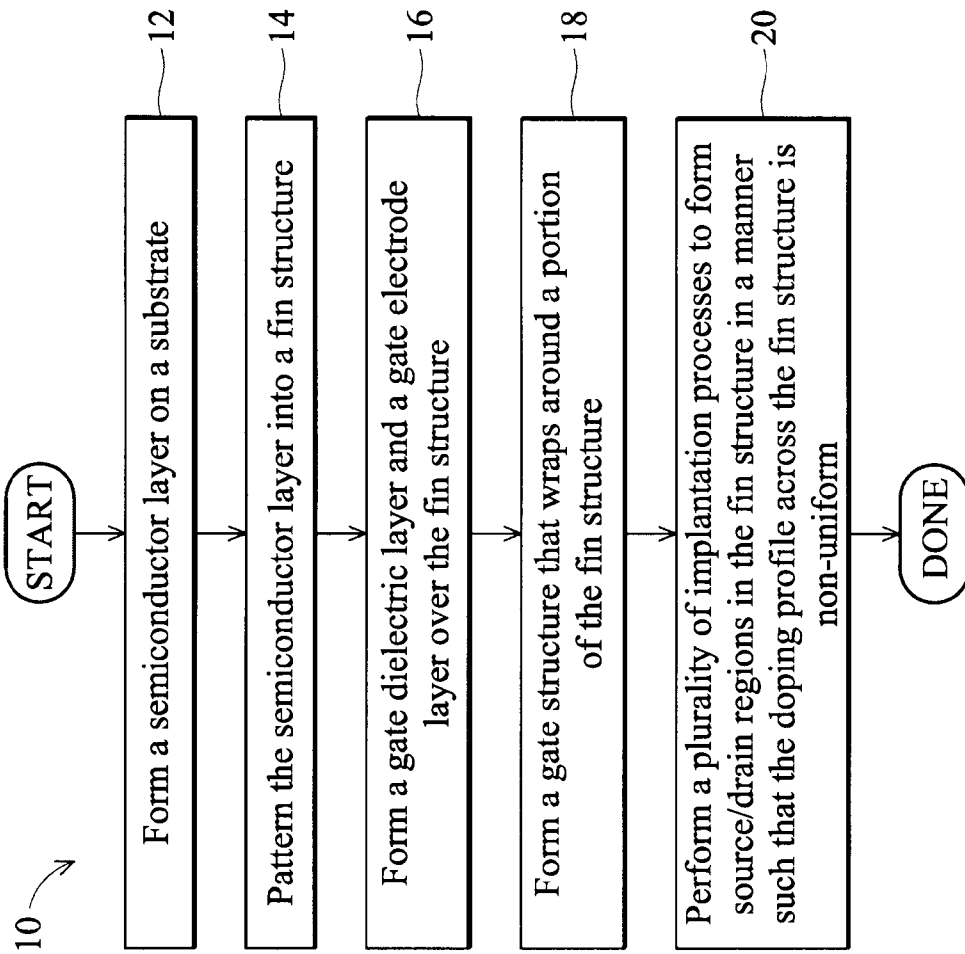 10
START
Form a semiconductor layer on a substrate
12
Pattern the semiconductor layer into a fin structure
14
Form a gate dielectric layer and a gate electrode
layer over the fin structure
16
Form a gate structure that wraps around a portion
of the fin structure
18
Perform a plurality of implantation processes to form
source/drain regions in the fin structure in a manner
such that the doping profile across the fin structure is
non-uniform
20
DONE